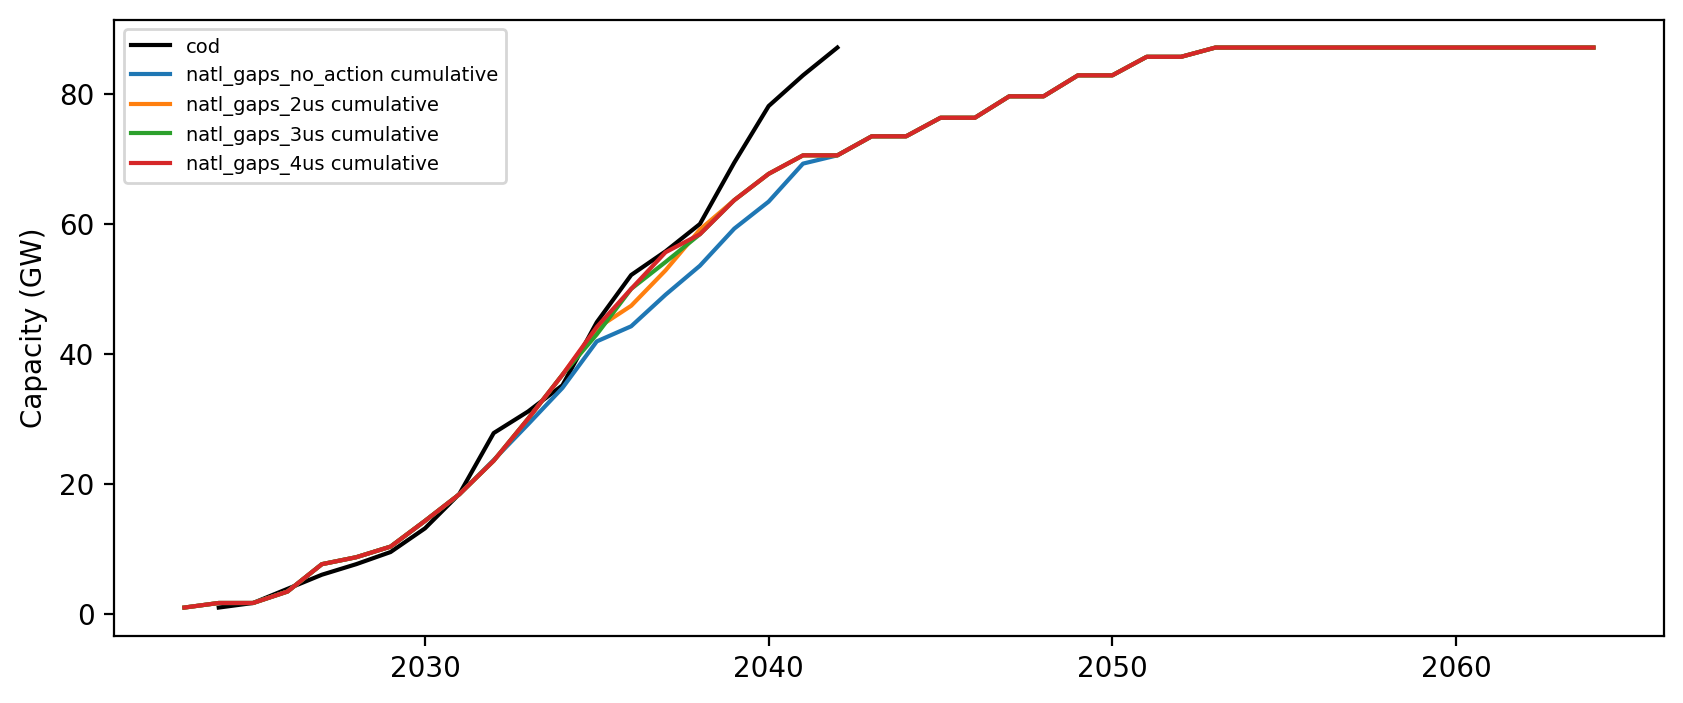 cod
natl_gaps_no_action cumulative
natl_gaps_2us cumulative
natl_gaps_3us cumulative
natl_gaps_4us cumulative
Capacity (GW)
80
60
40
20
0
2030 2040 2050 2060